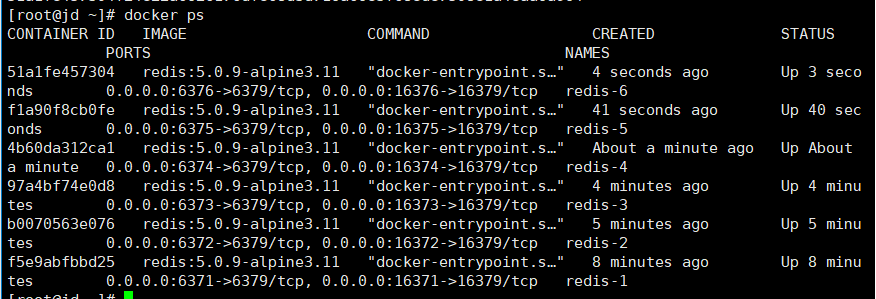 [root@jd ~]# docker ps
CONTAINER ID   IMAGE                    COMMAND                  CREATED              STATUS
PORTS                                             NAMES
51a1fe457304   redis:5.0.9-alpine3.11   "docker-entrypoint.s…"   4 seconds ago        Up 3 seco
nds        0.0.0.0:6376->6379/tcp, 0.0.0.0:16376->16379/tcp   redis-6
f1a90f8cb0fe   redis:5.0.9-alpine3.11   "docker-entrypoint.s…"   41 seconds ago       Up 40 sec
onds       0.0.0.0:6375->6379/tcp, 0.0.0.0:16375->16379/tcp   redis-5
4b60da312ca1   redis:5.0.9-alpine3.11   "docker-entrypoint.s…"   About a minute ago   Up About
a minute   0.0.0.0:6374->6379/tcp, 0.0.0.0:16374->16379/tcp   redis-4
97a4bf74e0d8   redis:5.0.9-alpine3.11   "docker-entrypoint.s…"   4 minutes ago        Up 4 minu
tes        0.0.0.0:6373->6379/tcp, 0.0.0.0:16373->16379/tcp   redis-3
b0070563e076   redis:5.0.9-alpine3.11   "docker-entrypoint.s…"   5 minutes ago        Up 5 minu
tes        0.0.0.0:6372->6379/tcp, 0.0.0.0:16372->16379/tcp   redis-2
f5e9abfbbd25   redis:5.0.9-alpine3.11   "docker-entrypoint.s…"   8 minutes ago        Up 8 minu
tes        0.0.0.0:6371->6379/tcp, 0.0.0.0:16371->16379/tcp   redis-1
[root@jd ~]#